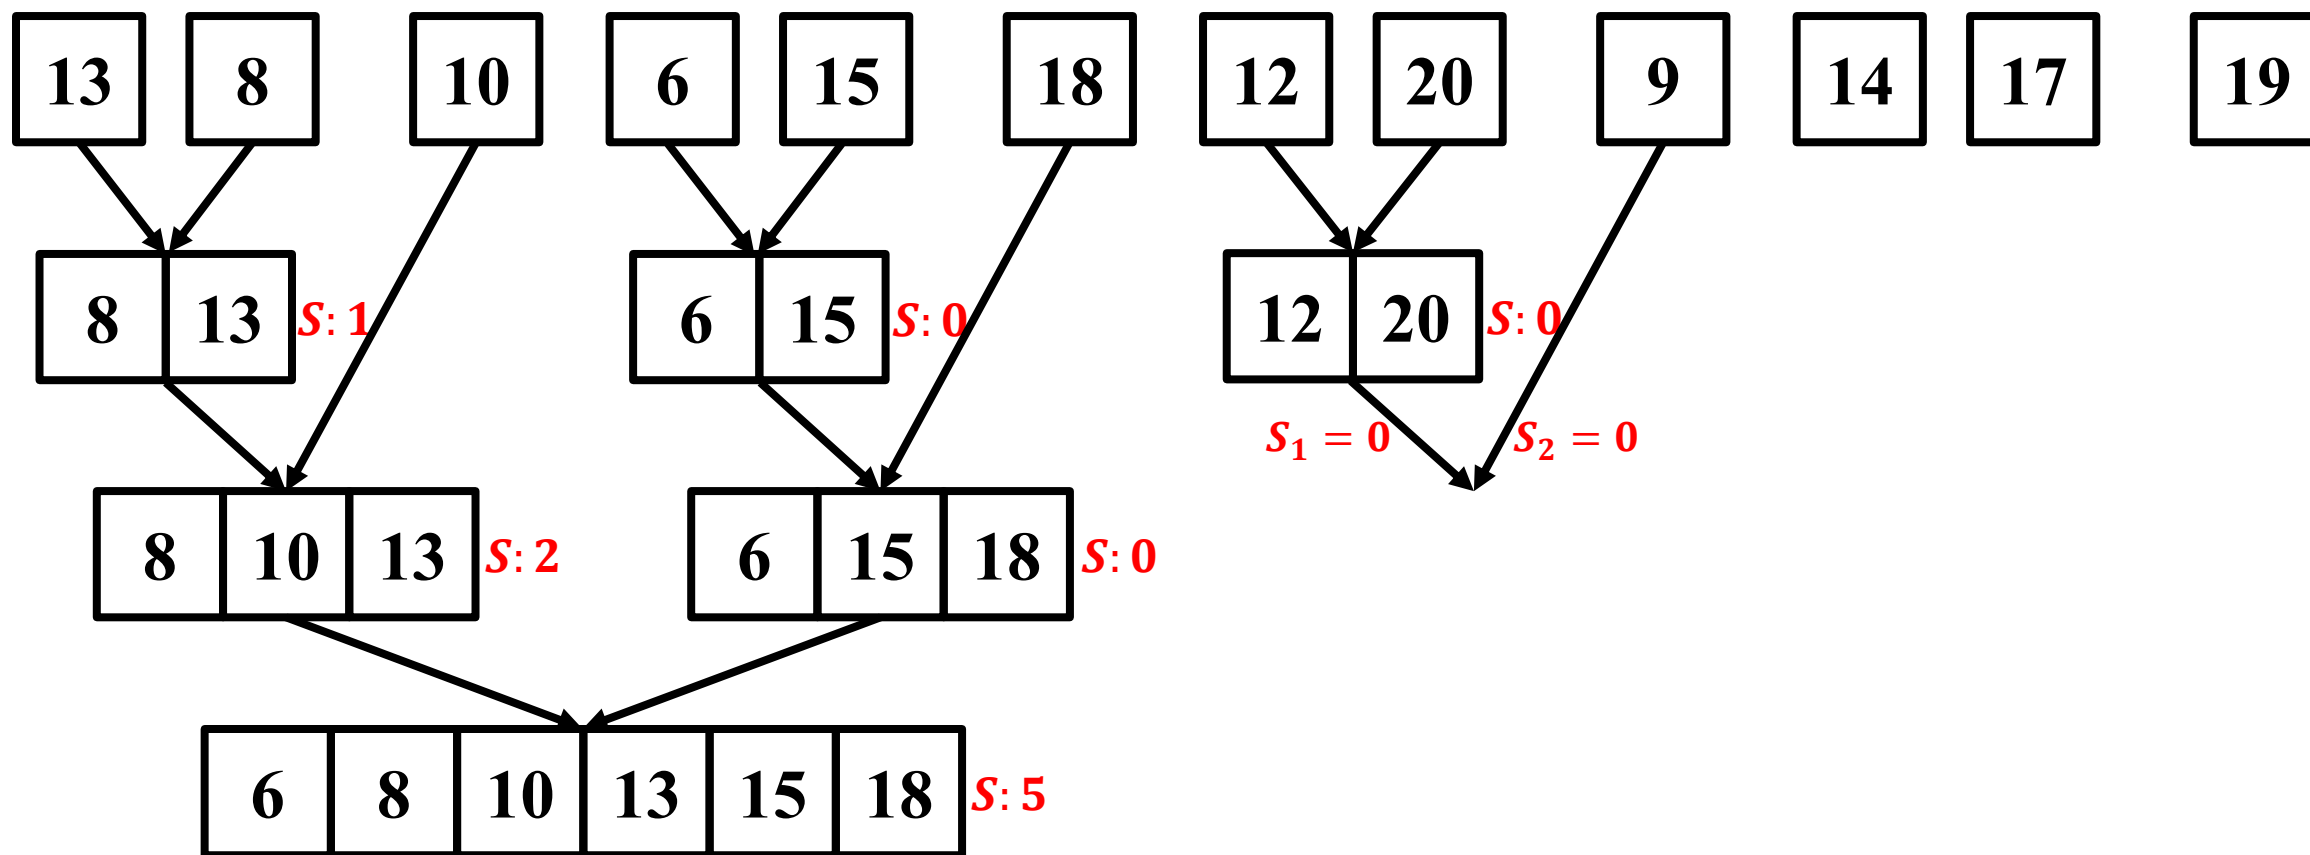 13 8 10 6 15 18 12 20 9 14 17 19
8 13 S: 1 6 15 S: 0 12 20 S: 0
S₁ = 0 S₂ = 0
8 10 13 S: 2 6 15 18 S: 0
6 8 10 13 15 18 S: 5